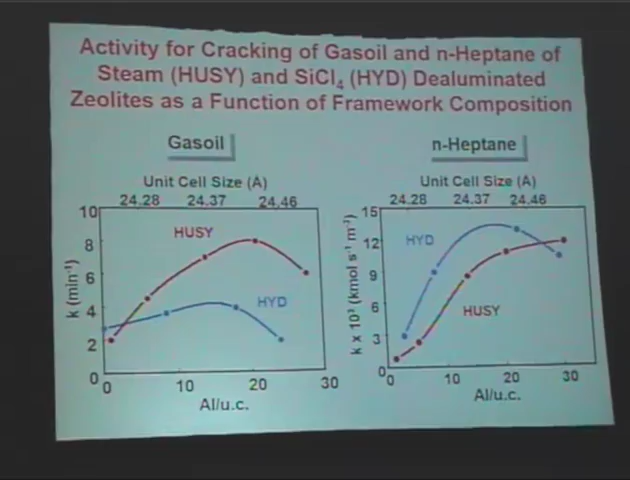 Activity for Cracking of Gasoil and n-Heptane of
Steam (HUSY) and SiCl₄ (HYD) Dealuminated
Zeolites as a Function of Framework Composition
Gasoil
Unit Cell Size (Å)
24.28 24.37 24.46
10
8
6
4
2
0
k (min⁻¹)
HUSY
HYD
0 10 20 30
Al/u.c.
n-Heptane
Unit Cell Size (Å)
24.28 24.37 24.46
15
12
9
6
3
0
k x 10³ (kmol s⁻¹ m⁻³)
HYD
HUSY
0 10 20 30
Al/u.c.